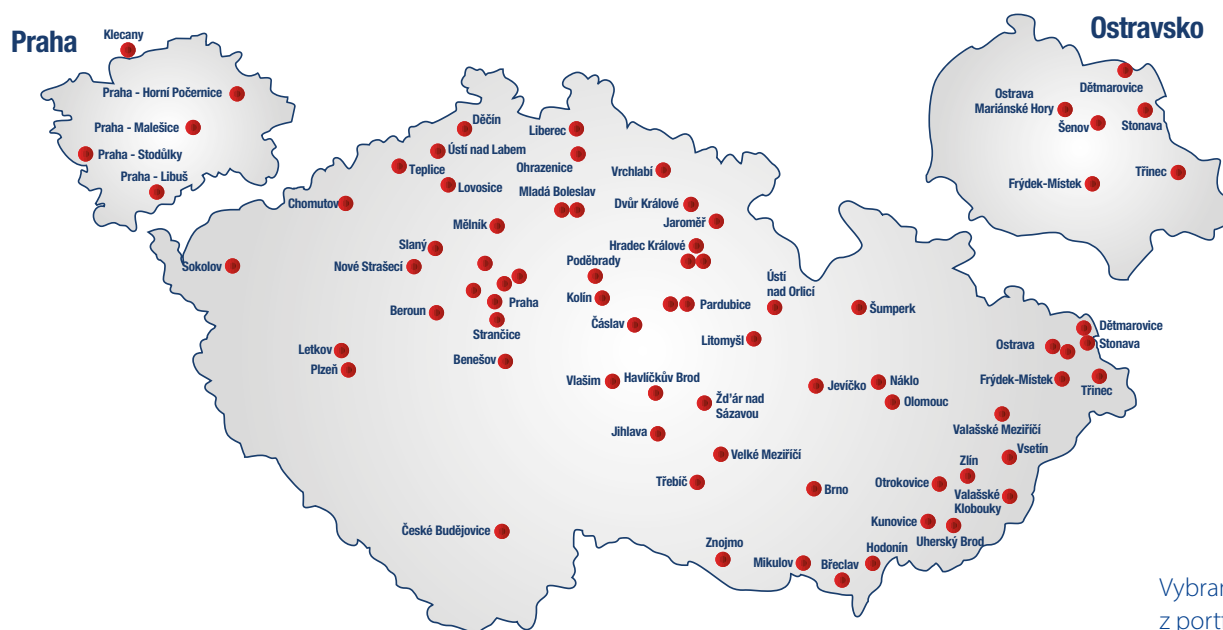 Praha
Klecany
Praha - Horní Počernice
Praha - Malešice
Praha - Stodůlky
Praha - Libuš
Ostravsko
Dětmarovice
Ostrava
Mariánské Hory
Šenov
Stonava
Třinec
Frýdek-Místek
Děčín
Liberec
Ústí nad Labem
Ohrazenice
Teplice
Vrchlabí
Lovosice
Mladá Boleslav
Chomutov
Dvůr Králové
Jaroměř
Mělník
Slaný
Hradec Králové
Sokolov
Nové Strašecí
Poděbrady
Ústí
nad Orlicí
Kolín
Praha
Pardubice
Šumperk
Beroun
Strančice
Čáslav
Litomyšl
Dětmarovice
Stonava
Ostrava
Letkov
Plzeň
Benešov
Vlašim
Havlíčkův Brod
Jevíčko
Náklo
Frýdek-Místek
Třinec
Žd'ár nad
Sázavou
Olomouc
Valašské Meziříčí
Jihlava
Velké Meziříčí
Vsetín
Zlín
Třebíč
Brno
Otrokovice
Valašské
Klobouky
Kunovice
Uherský Brod
České Budějovice
Znojmo
Mikulov
Břeclav
Hodonín
Vybran
z port